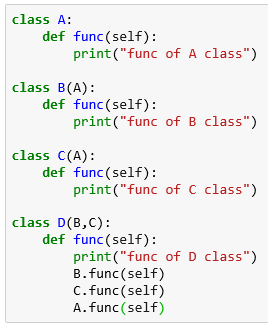 class A:
    def func(self):
        print("func of A class")

class B(A):
    def func(self):
        print("func of B class")

class C(A):
    def func(self):
        print("func of C class")

class D(B,C):
    def func(self):
        print("func of D class")
        B.func(self)
        C.func(self)
        A.func(self)